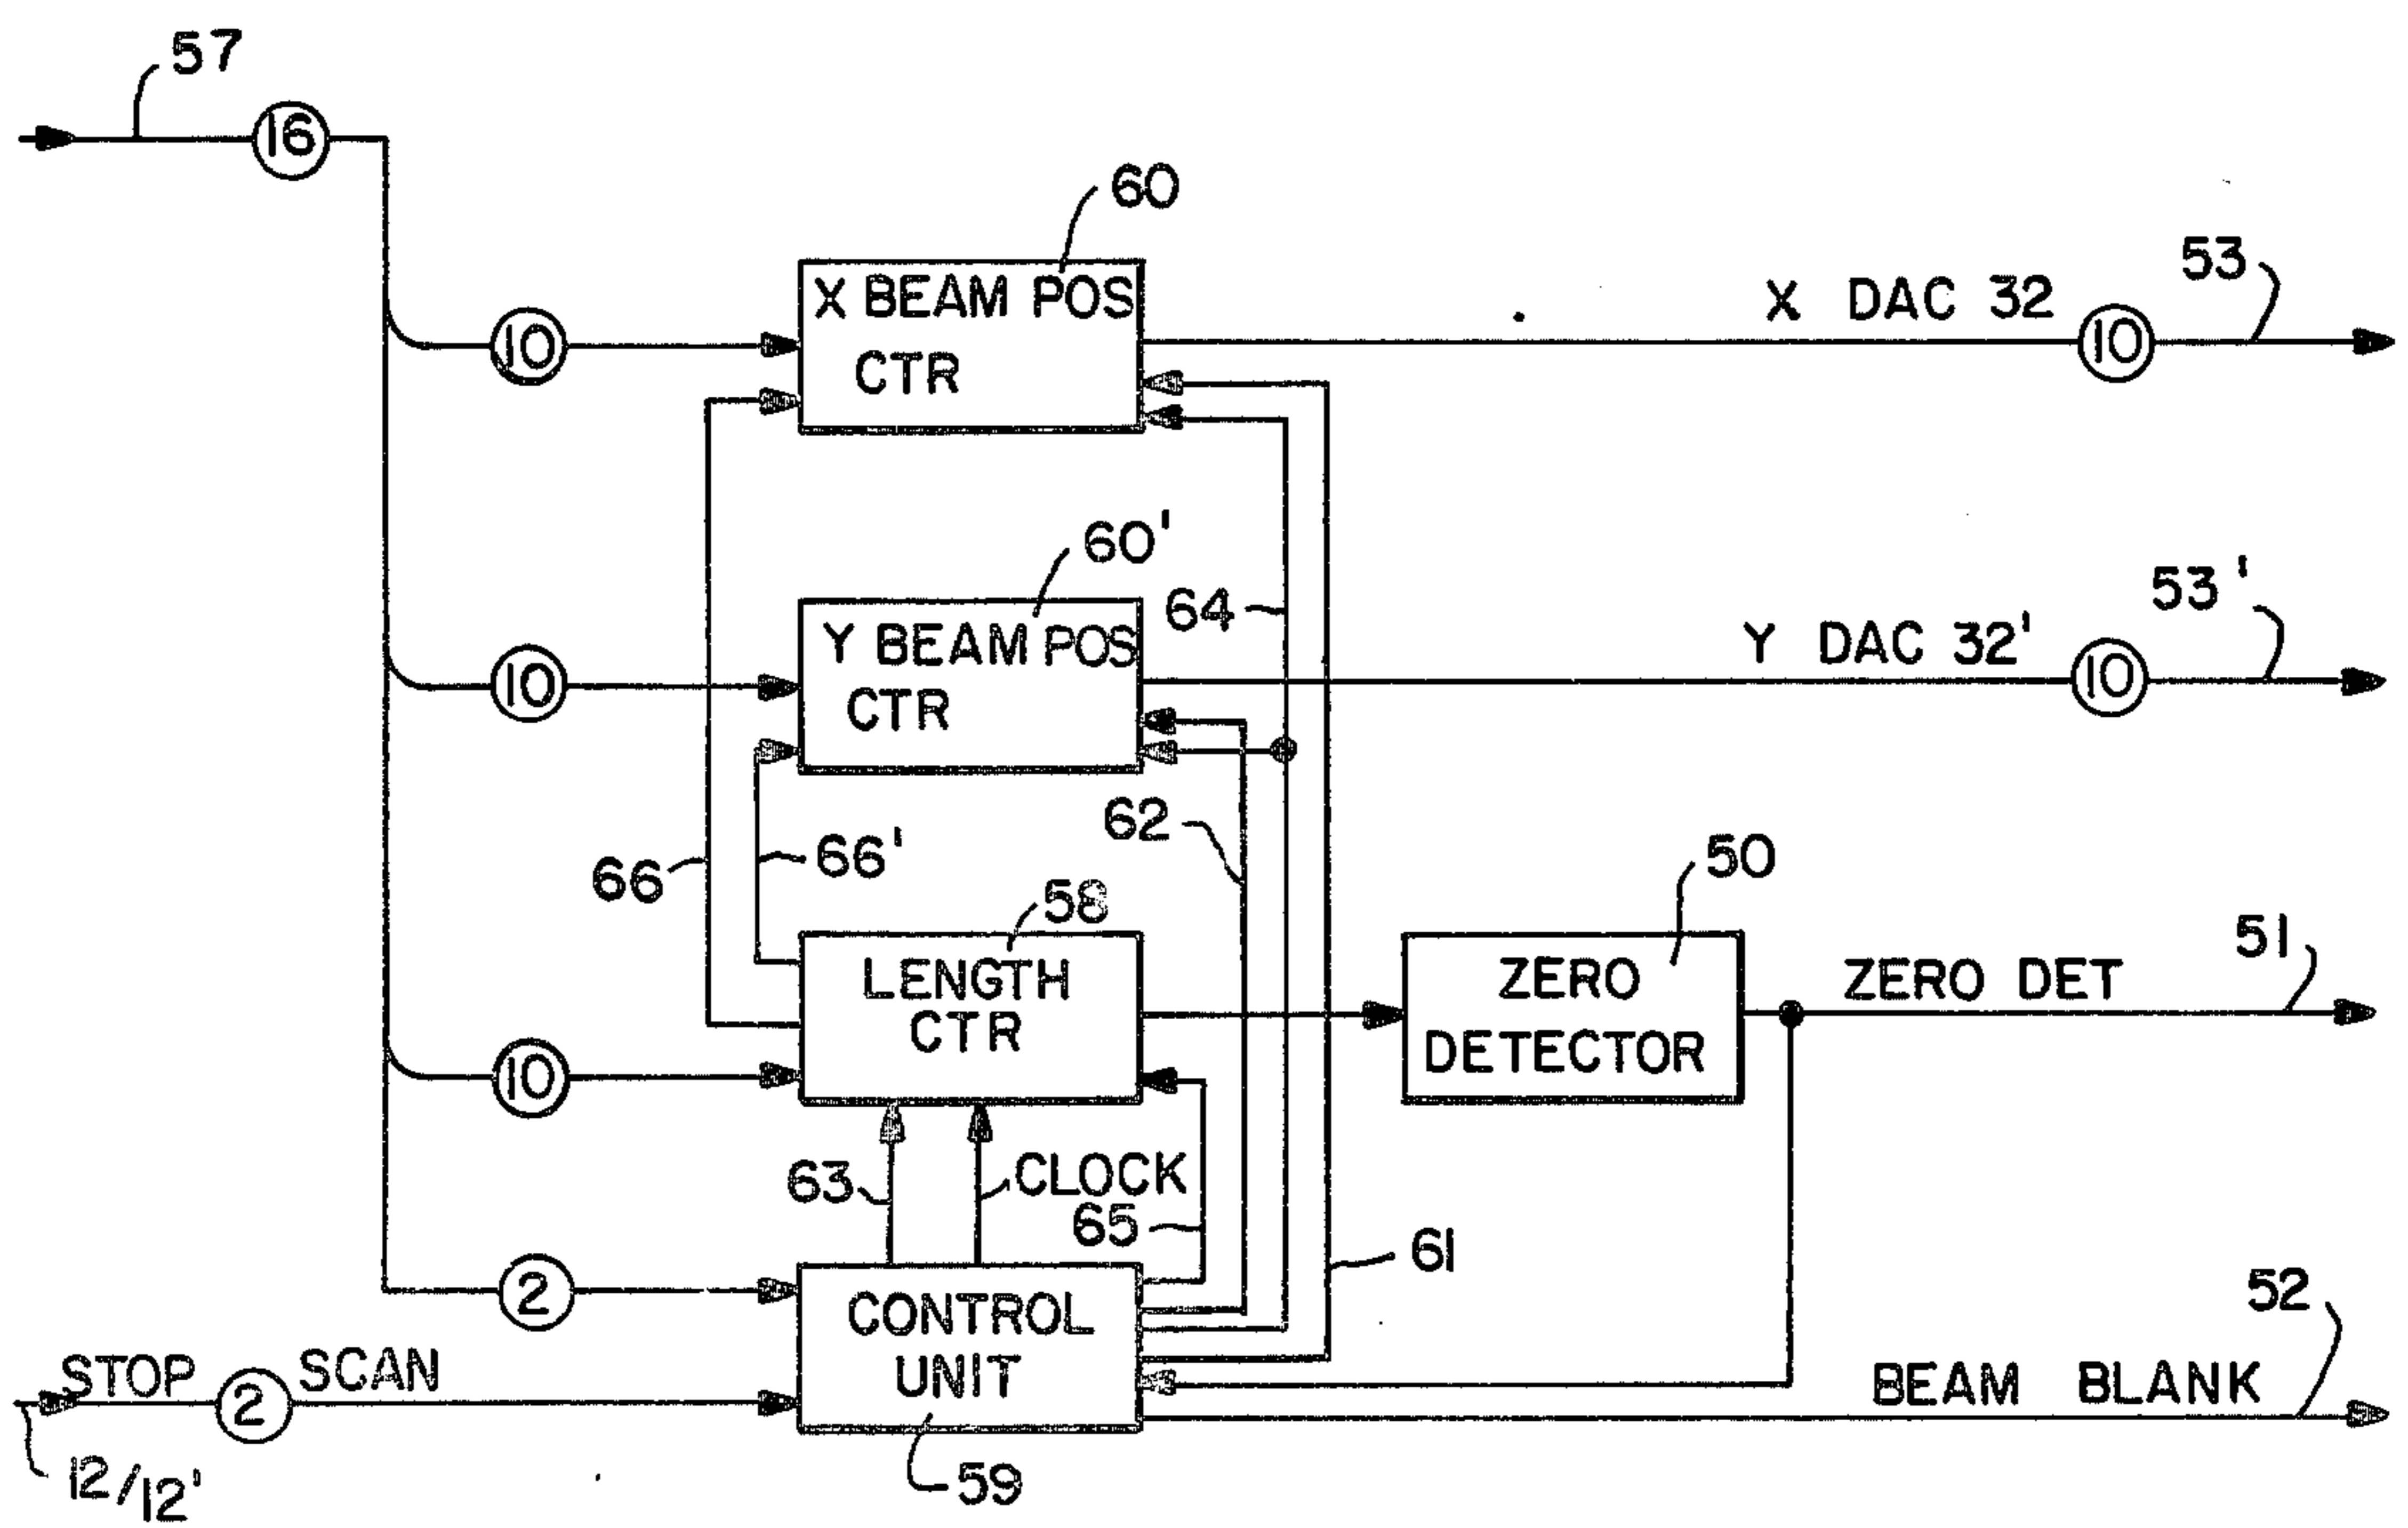 57
16
60
X BEAM POS
CTR
10
X DAC 32
10
53
60'
Y BEAM POS
CTR
10
64
Y DAC 32'
10
53'
66
66'
62
58
LENGTH
CTR
10
50
ZERO
DETECTOR
ZERO DET
51
63
CLOCK
65
61
2
CONTROL
UNIT
59
STOP
2
SCAN
12/12'
BEAM BLANK
52